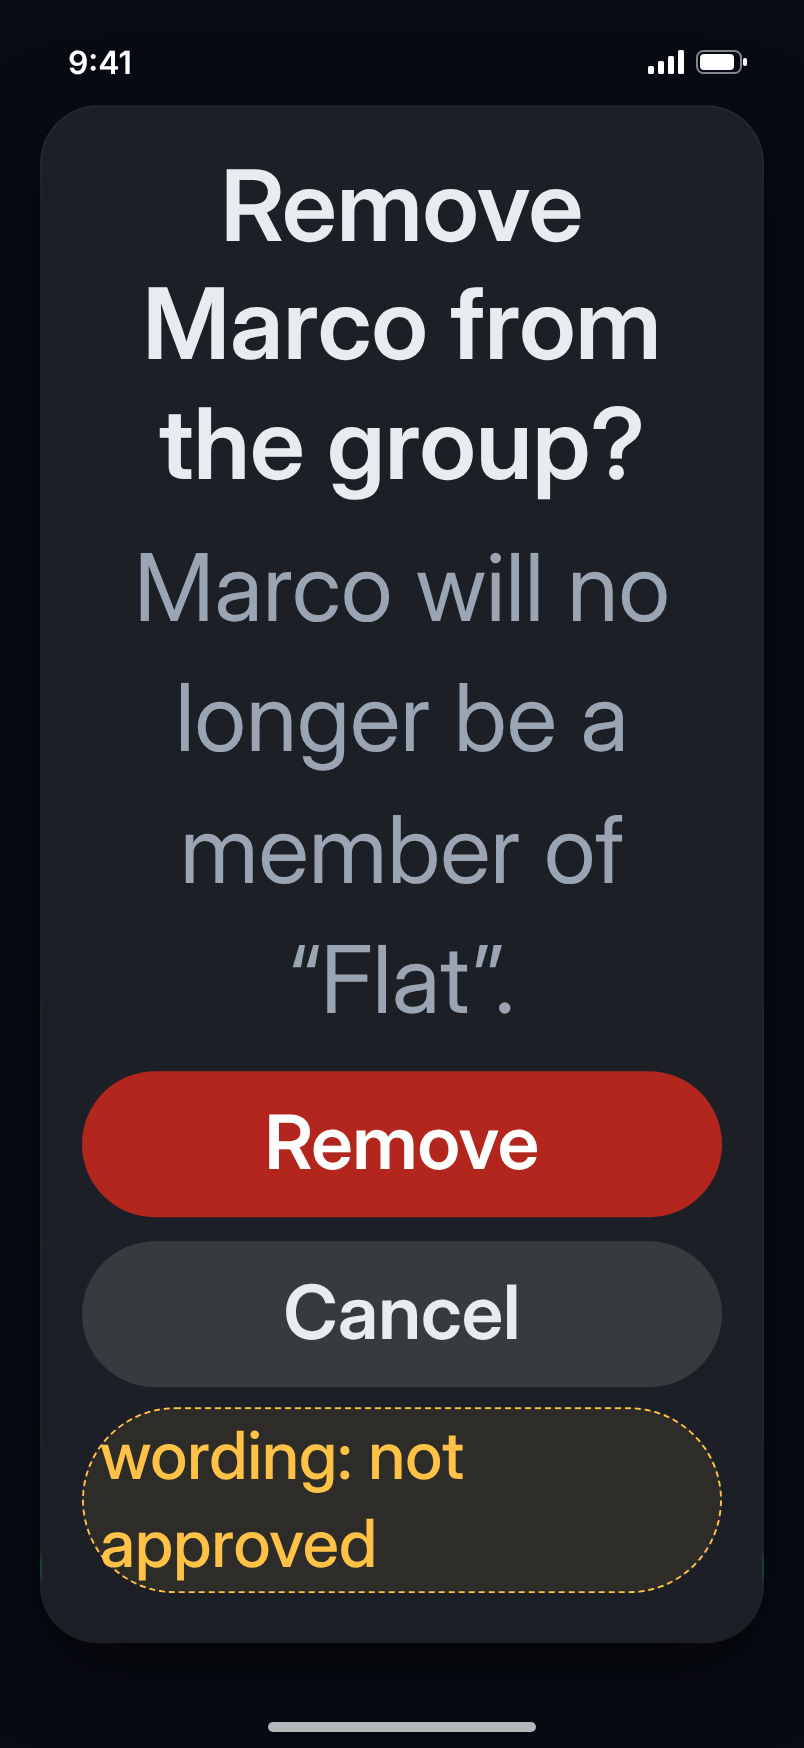 9:41
Remove
Marco from
the group?
Marco will no
longer be a
member of
“Flat”.
Remove
Cancel
wording: not
approved